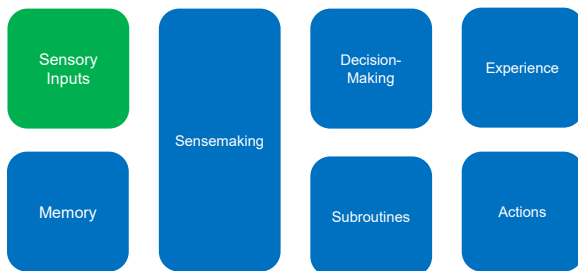 Sensory
Inputs
Memory
Sensemaking
Decision-
Making
Subroutines
Experience
Actions